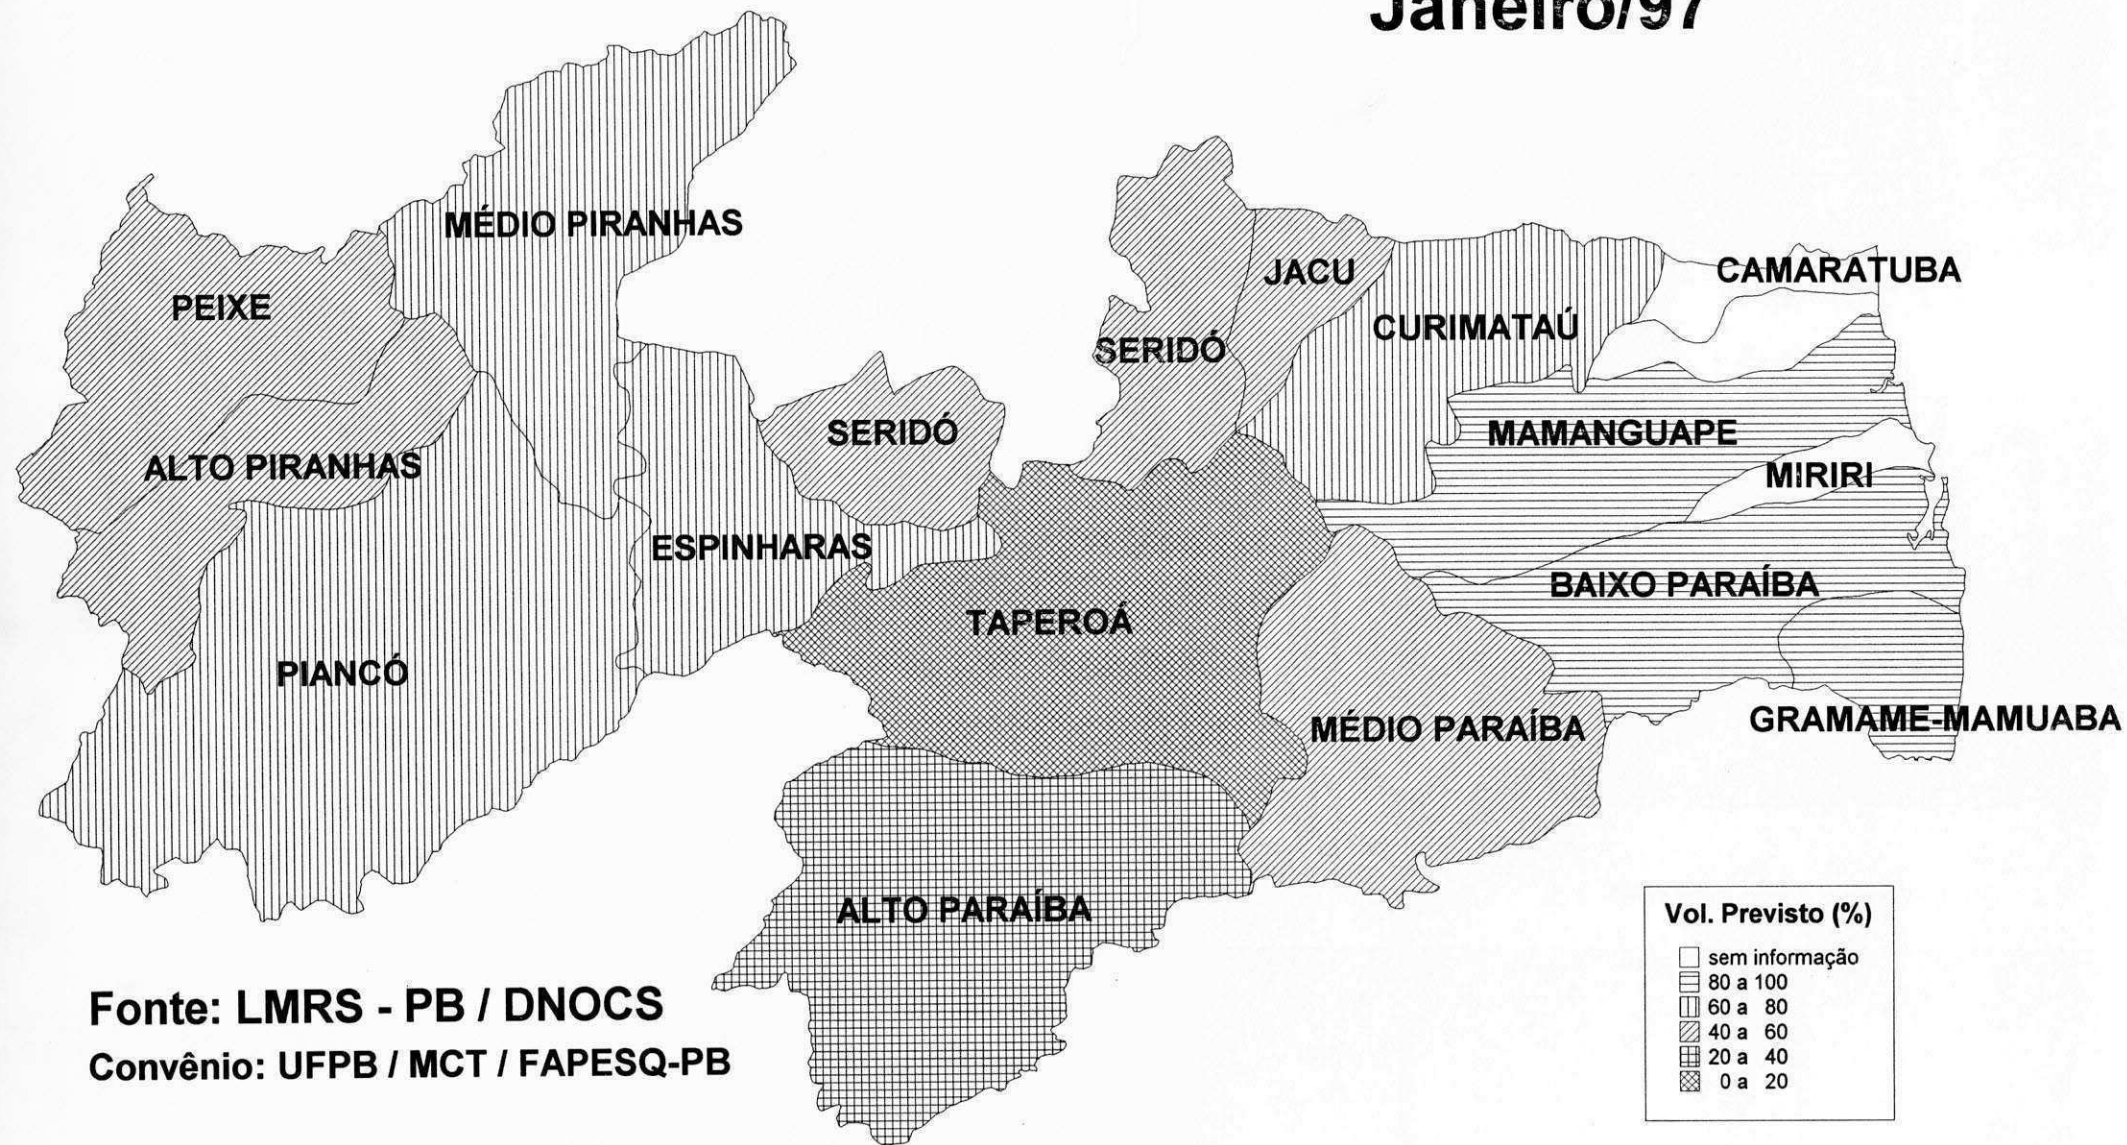 Janeiro/97
MÉDIO PIRANHAS
PEIXE
JACU
CAMARATUBA
CURIMATAÚ
SERIDÓ
SERIDÓ
MAMANGUAPE
ALTO PIRANHAS
MIRIRI
ESPINHARAS
BAIXO PARAÍBA
TAPEROÁ
PIANCÓ
GRAMAME-MAMUABA
MÉDIO PARAÍBA
ALTO PARAÍBA
Vol. Previsto (%)
sem informação
80 a 100
60 a 80
40 a 60
20 a 40
0 a 20
Fonte: LMRS - PB / DNOCS
Convênio: UFPB / MCT / FAPESQ-PB